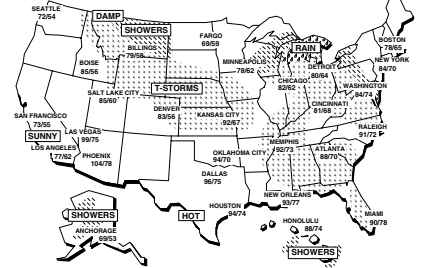 SEATTLE
72/54
DAMP
SHOWERS
BILLINGS
79/58
FARGO
69/59
BOISE
85/56
MINNEAPOLIS
78/62
RAIN
BOSTON
78/65
NEW YORK
84/70
DETROIT
80/64
CHICAGO
82/62
WASHINGTON
84/74
SALT LAKE CITY
85/60
T-STORMS
DENVER
83/56
KANSAS CITY
92/67
CINCINNATI
81/68
SAN FRANCISCO
73/55
SUNNY
LAS VEGAS
99/75
RALEIGH
91/72
LOS ANGELES
77/62
PHOENIX
104/78
OKLAHOMA CITY
94/70
MEMPHIS
92/73
ATLANTA
88/70
DALLAS
96/75
NEW ORLEANS
93/77
SHOWERS
ANCHORAGE
69/53
HOT
HOUSTON
94/74
HONOLULU
88/74
SHOWERS
MIAMI
90/78